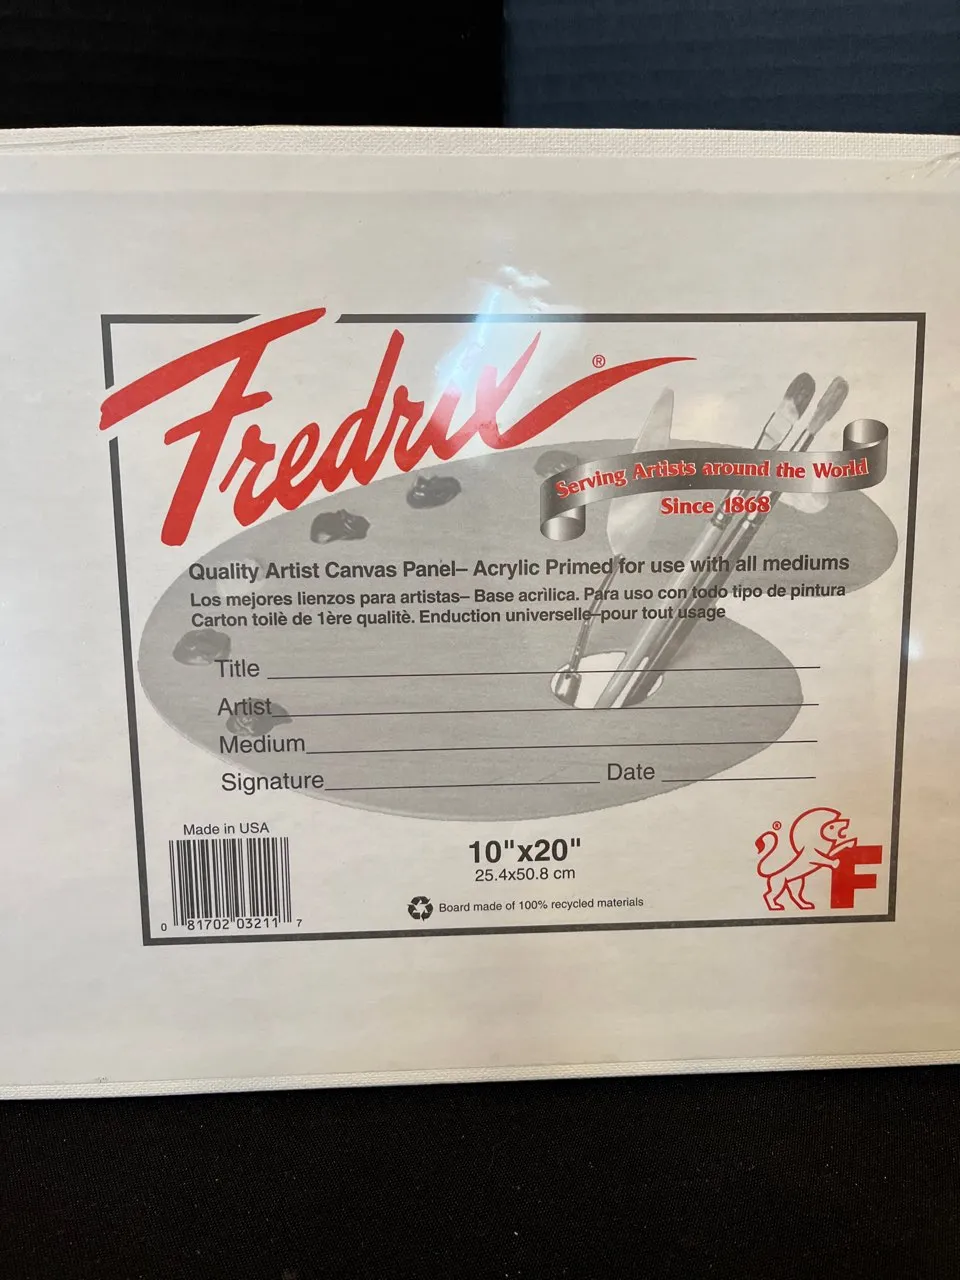 Fredrix®
Serving Artists around the World
Since 1868
Quality Artist Canvas Panel– Acrylic Primed for use with all mediums
Los mejores lienzos para artistas– Base acrìlica. Para uso con todo tipo de pintura
Carton toilè de 1ère qualitè. Enduction universelle–pour tout usage
Title
Artist
Medium
Signature Date
Made in USA
0 81702 03211 7
10"x20"
25.4x50.8 cm
Board made of 100% recycled materials
® F